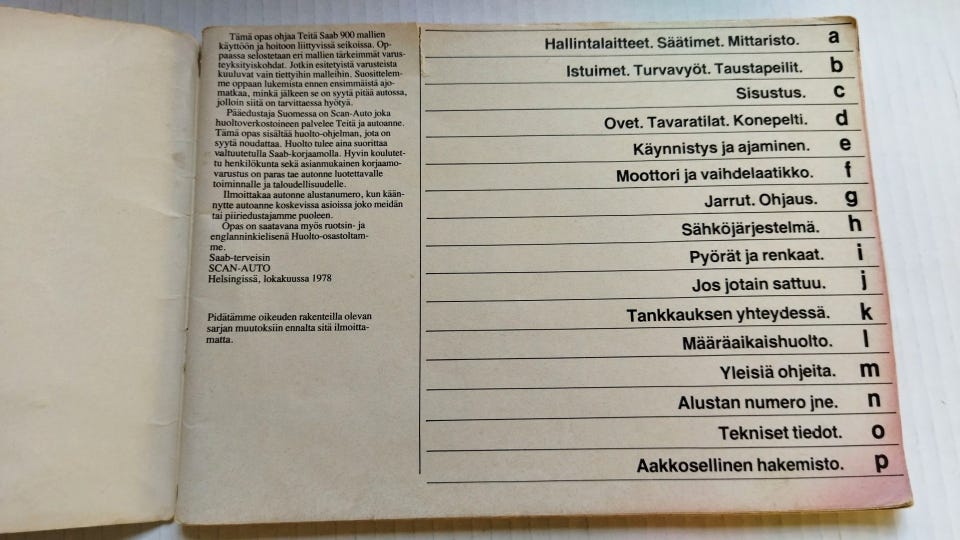 Tämä opas ohjaa Teitä Saab 900 mallien
käyttöön ja hoitoon liittyvissä seikoissa. Op-
paassa selostetaan eri mallien tärkeimmät varus-
teyksityiskohdat. Jotkin esitetyistä varusteista
kuuluvat vain tiettyihin malleihin. Suosittelem-
me oppaan lukemista ennen ensimmäistä ajo-
matkaa, minkä jälkeen se on syytä pitää autossa,
jolloin siitä on tarvittaessa hyötyä.
Pääedustaja Suomessa on Scan-Auto joka
huoltoverkostoineen palvelee Teitä ja autoanne.
Tämä opas sisältää huolto-ohjelman, jota on
syytä noudattaa. Huolto tulee aina suorittaa
valtuutetulla Saab-korjaamolla. Hyvin koulutet-
tu henkilökunta sekä asianmukainen korjaamo-
varustus on paras tae autonne luotettavalle
toiminnalle ja taloudellisuudelle.
Ilmoittakaa autonne alustanumero, kun kään-
nytte autoanne koskevissa asioissa joko meidän
tai piiriedustajamme puoleen.
Opas on saatavana myös ruotsin- ja
englanninkielisenä Huolto-osastoltam-
me.
Saab-terveisin
SCAN-AUTO
Helsingissä, lokakuussa 1978
Pidätämme oikeuden rakenteilla olevan
sarjan muutoksiin ennalta sitä ilmoitta-
matta.
Hallintalaitteet. Säätimet. Mittaristo. a
Istuimet. Turvavyöt. Taustapeilit. b
Sisustus. c
Ovet. Tavaratilat. Konepelti. d
Käynnistys ja ajaminen. e
Moottori ja vaihdelaatikko. f
Jarrut. Ohjaus. g
Sähköjärjestelmä. h
Pyörät ja renkaat. i
Jos jotain sattuu. j
Tankkauksen yhteydessä. k
Määräaikaishuolto. l
Yleisiä ohjeita. m
Alustan numero jne. n
Tekniset tiedot. o
Aakkosellinen hakemisto. p